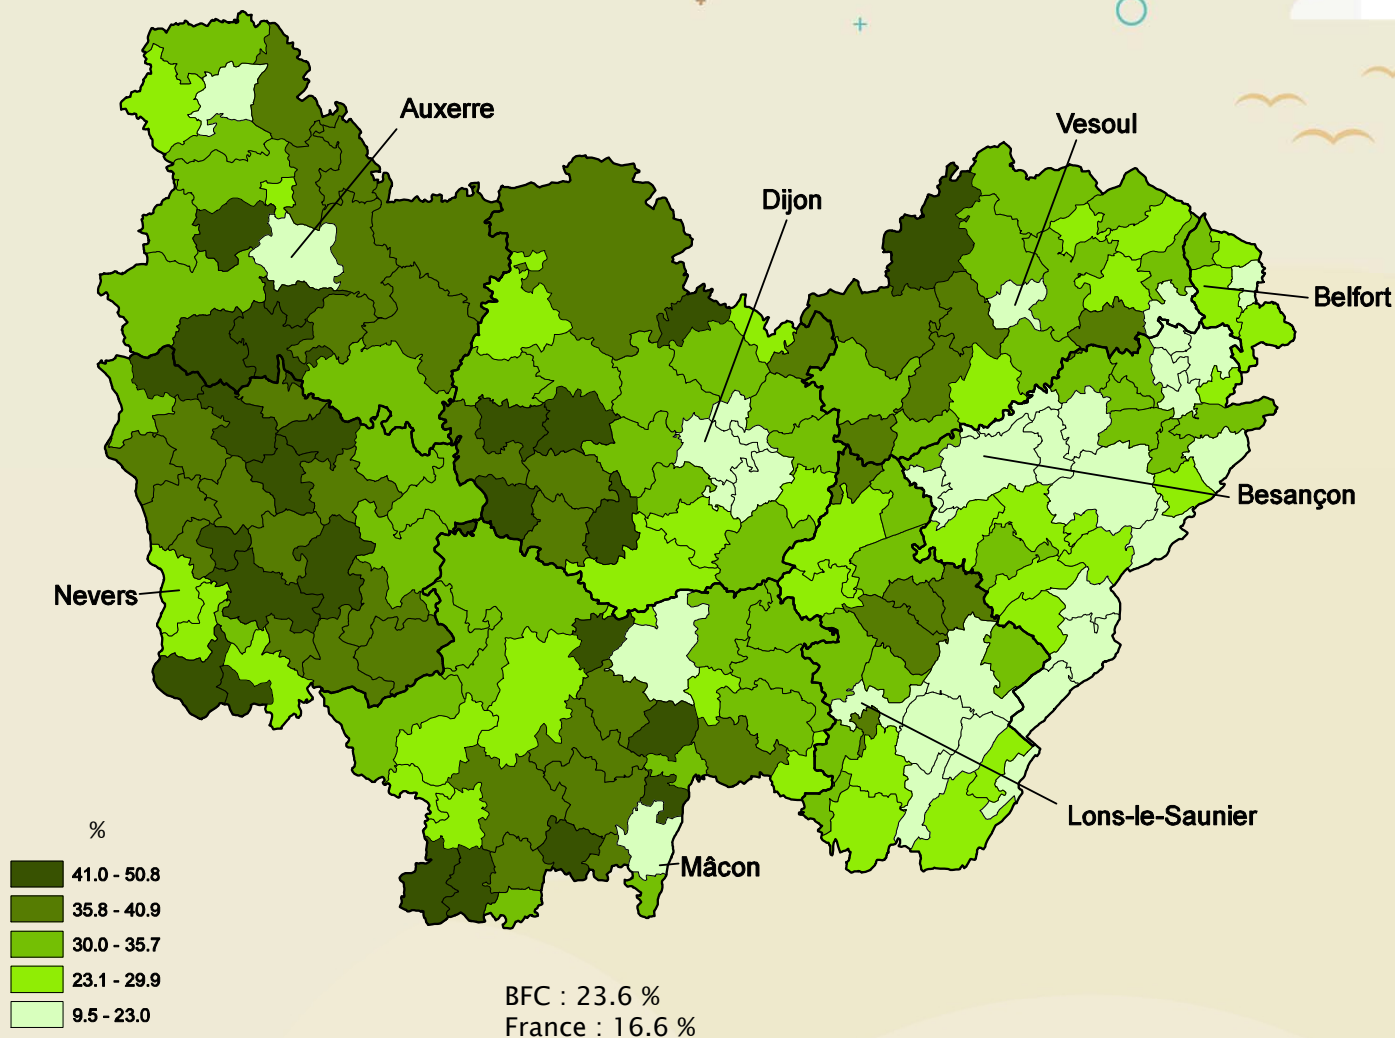 Auxerre
Vesoul
Dijon
Belfort
Besançon
Nevers
Lons-le-Saunier
%
Mâcon
41.0 - 50.8
35.8 - 40.9
30.0 - 35.7
23.1 - 29.9
9.5 - 23.0
BFC : 23.6 %
France : 16.6 %